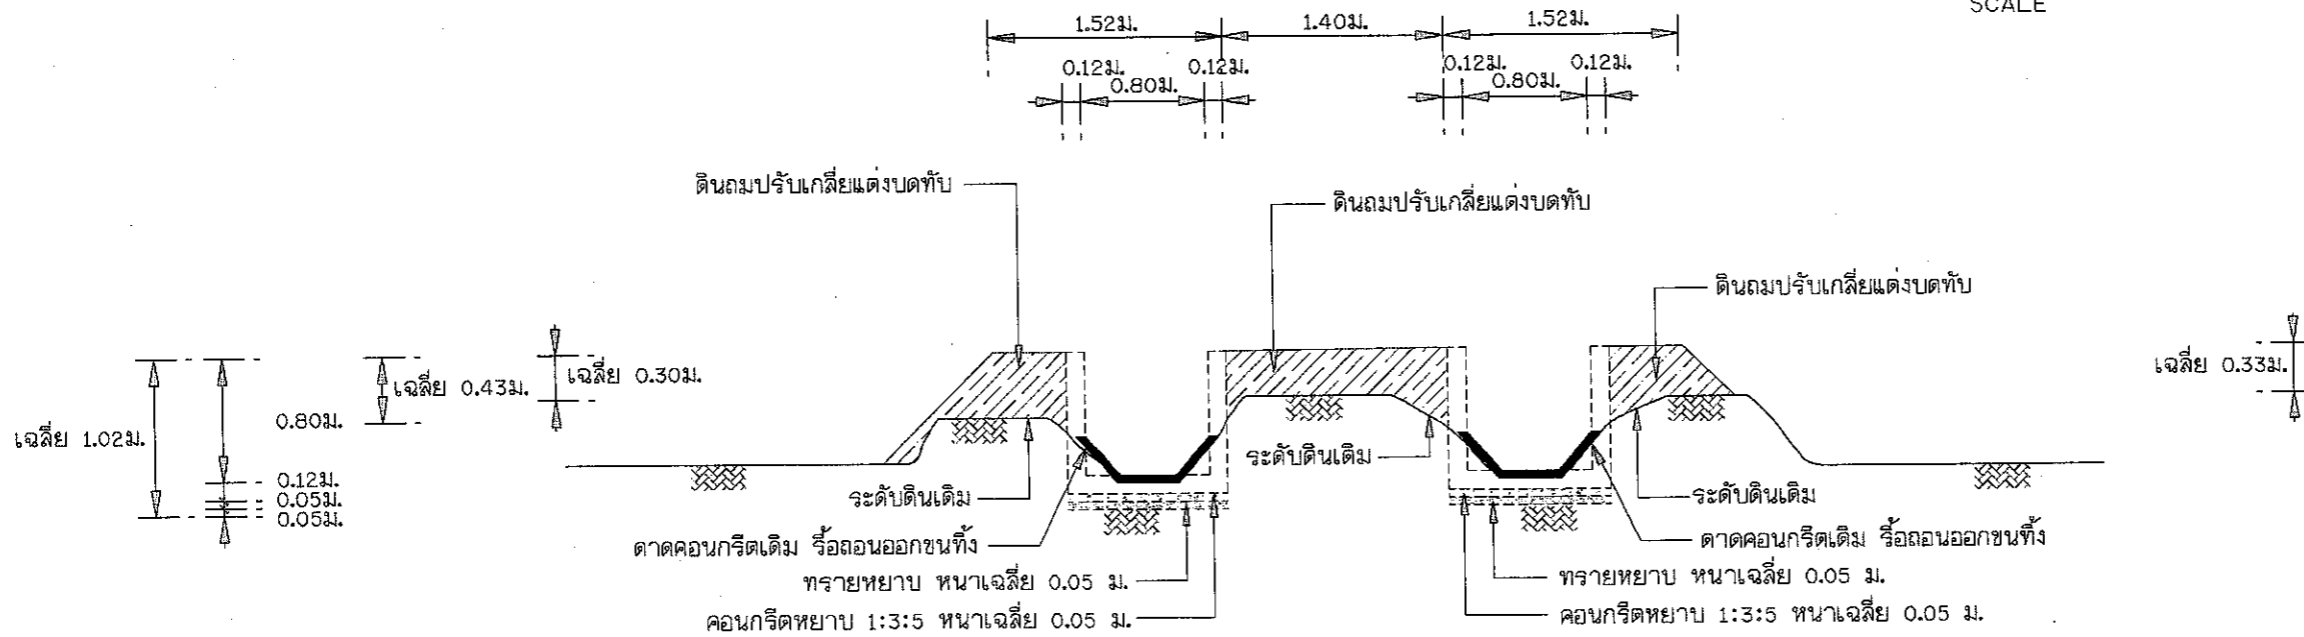 SCALE
1.52ม.
1.40ม.
1.52ม.
0.12ม.
0.12ม.
0.12ม.
0.12ม.
0.80ม.
0.80ม.
ดินถมปรับเกลี่ยแต่งบดทับ
ดินถมปรับเกลี่ยแต่งบดทับ
ดินถมปรับเกลี่ยแต่งบดทับ
เฉลี่ย 0.33ม.
เฉลี่ย 0.30ม.
เฉลี่ย 0.43ม.
0.80ม.
เฉลี่ย 1.02ม.
0.12ม.
0.05ม.
0.05ม.
ระดับดินเดิม
ระดับดินเดิม
ระดับดินเดิม
ดาดคอนกรีตเดิม รื้อถอนออกขนทิ้ง
ดาดคอนกรีตเดิม รื้อถอนออกขนทิ้ง
ทรายหยาบ หนาเฉลี่ย 0.05 ม.
ทรายหยาบ หนาเฉลี่ย 0.05 ม.
คอนกรีตหยาบ 1:3:5 หนาเฉลี่ย 0.05 ม.
คอนกรีตหยาบ 1:3:5 หนาเฉลี่ย 0.05 ม.